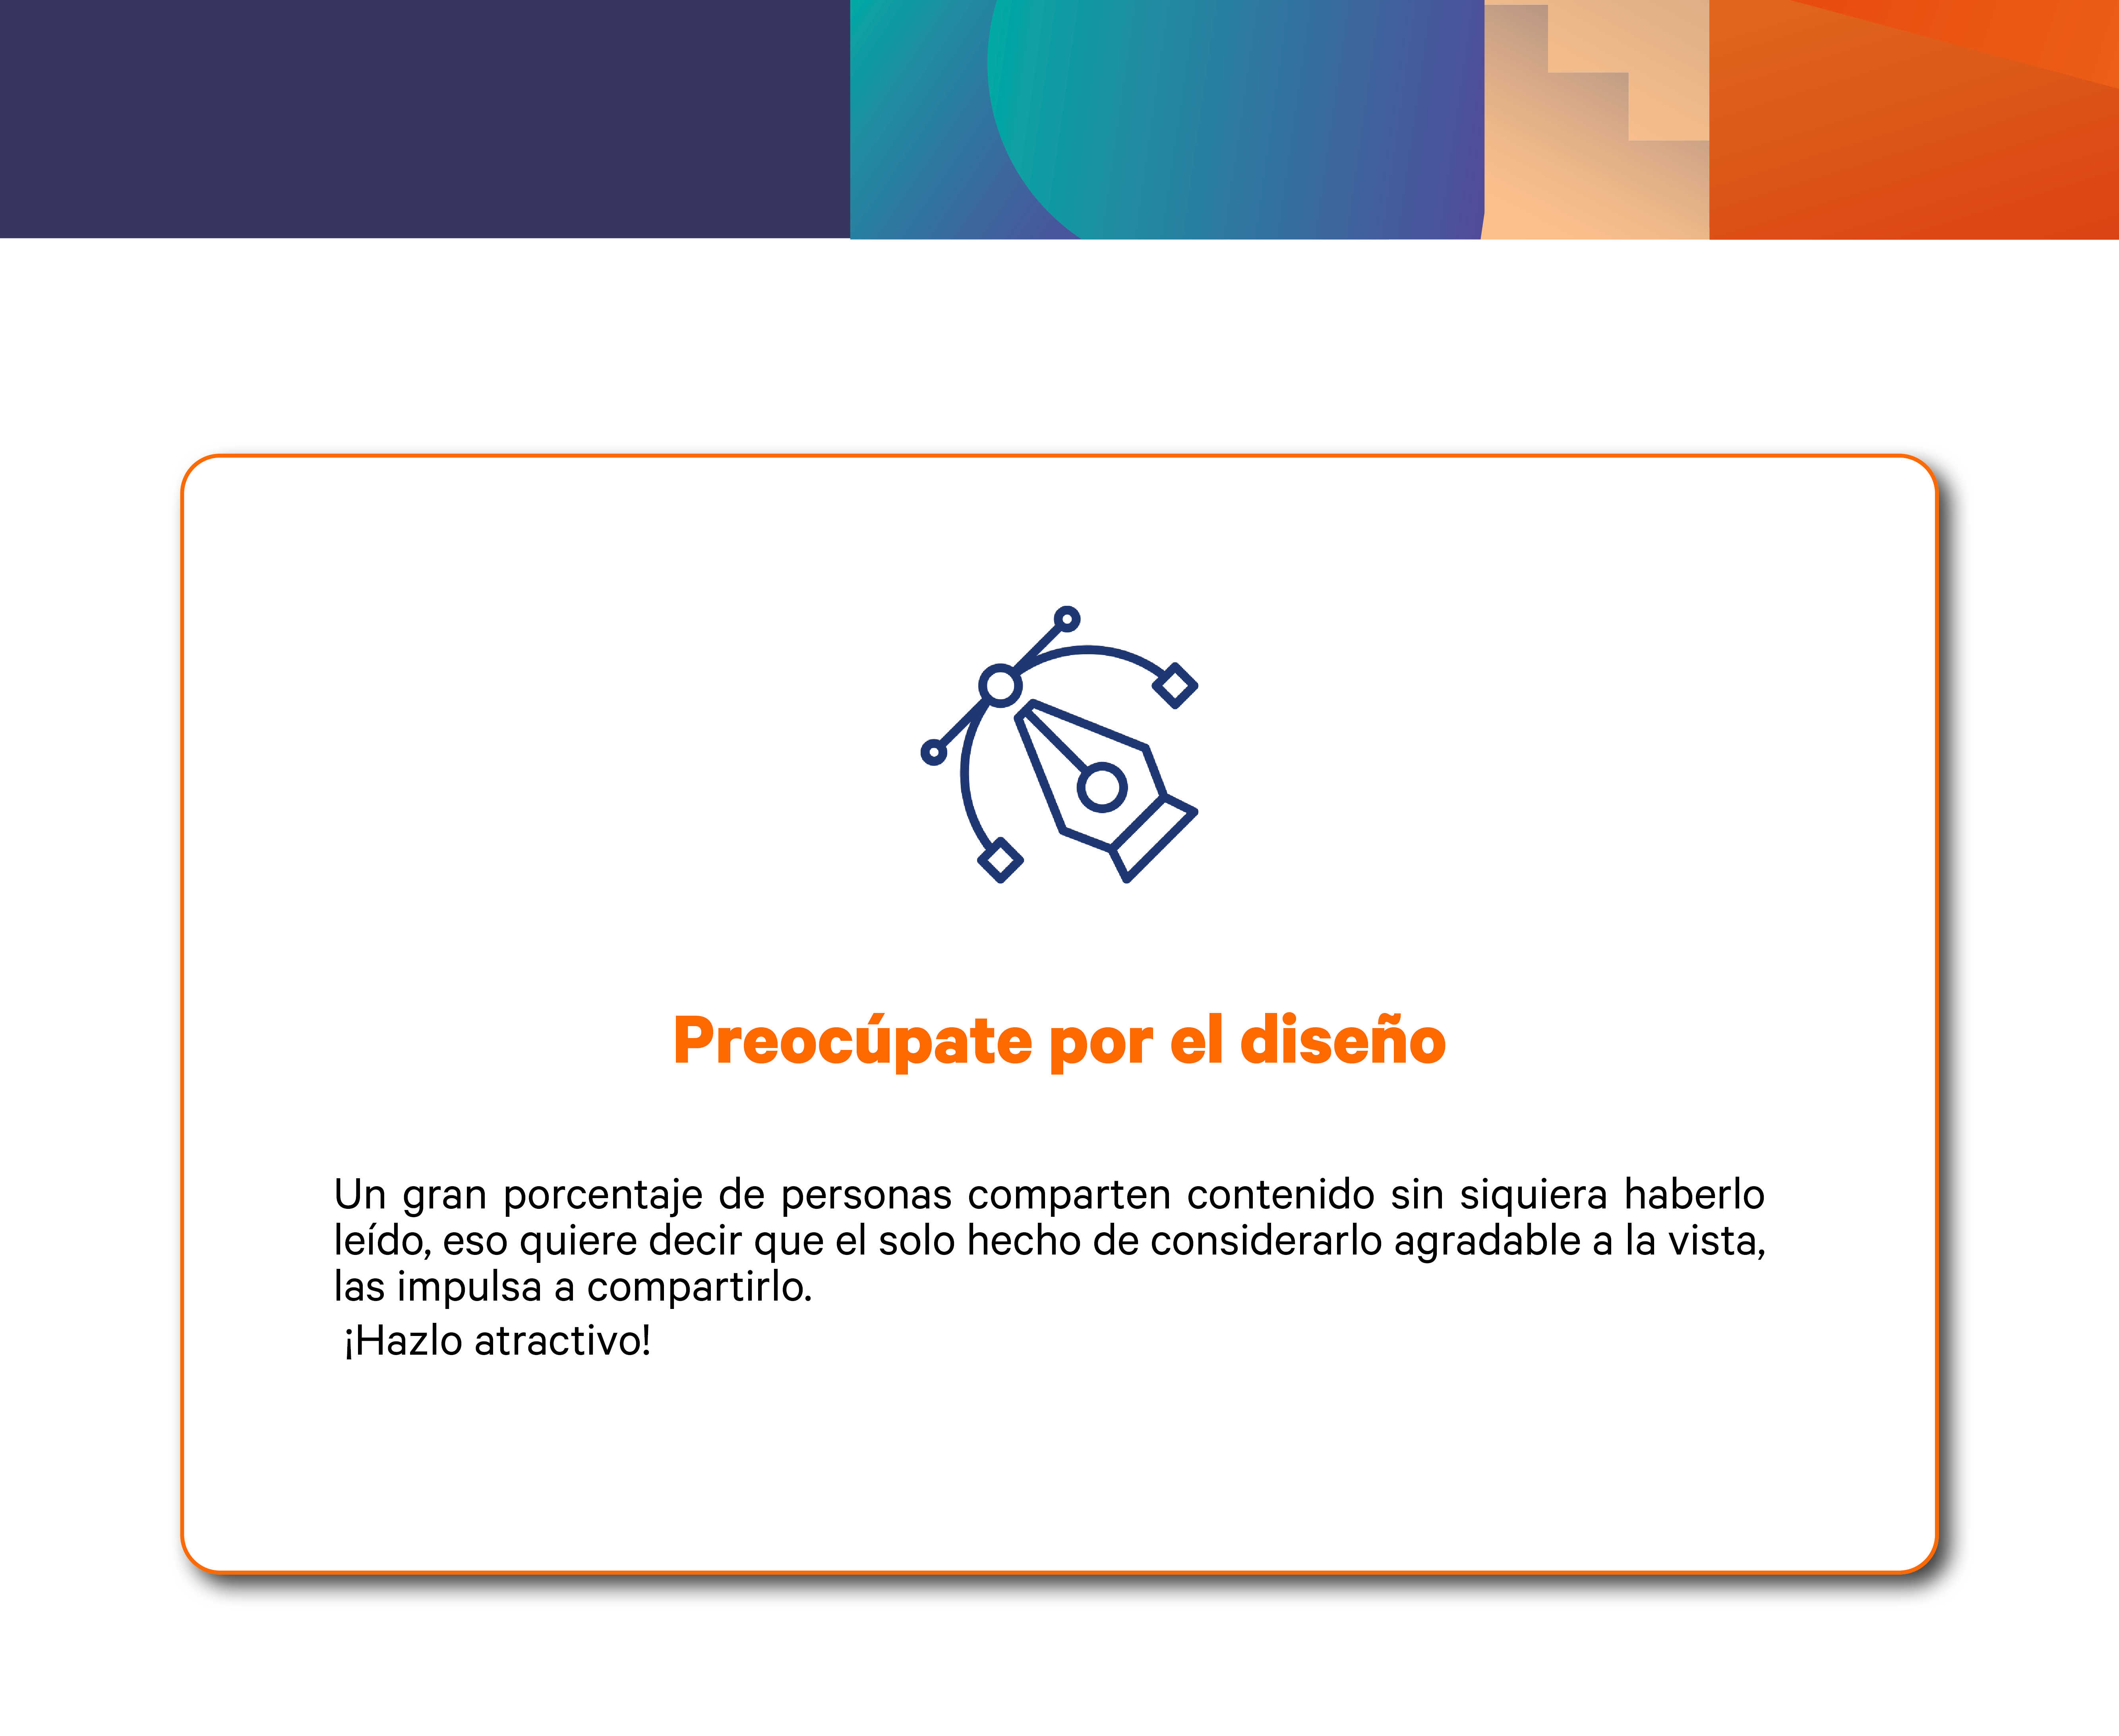 Preocúpate por el diseño
Un gran porcentaje de personas comparten contenido sin siquiera haberlo
leído, eso quiere decir que el solo hecho de considerarlo agradable a la vista,
las impulsa a compartirlo.
¡Hazlo atractivo!